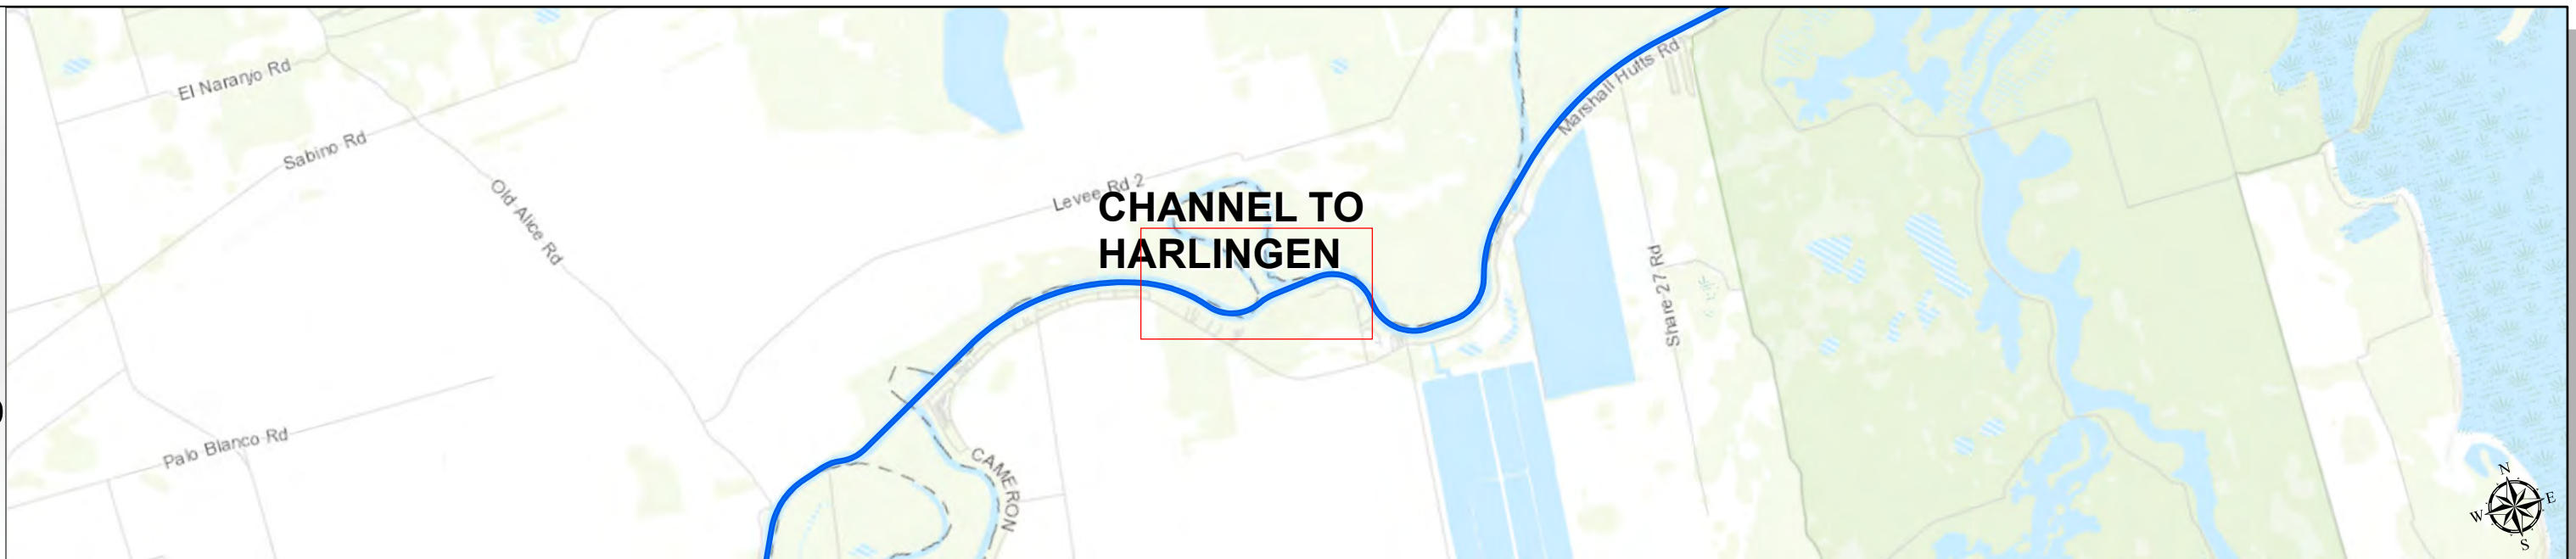 El Naranjo Rd
Marshall Hutts Rd
Sabino Rd
Old Alice Rd
Levee Rd 2
CHANNEL TO
HARLINGEN
Share 27 Rd
Palo Blanco Rd
CAMERON
N
W
E
S